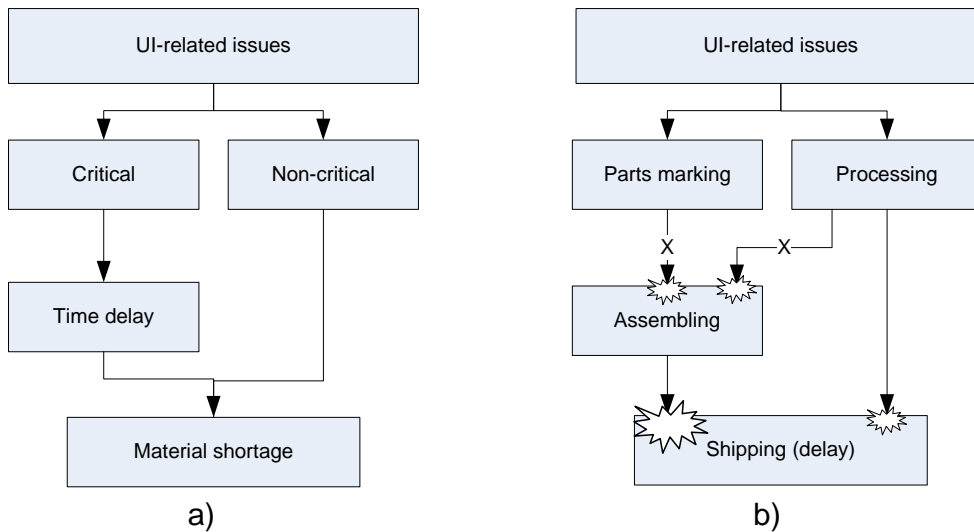 UI-related issues
Critical
Non-critical
Time delay
Material shortage
a)
UI-related issues
Parts marking
Processing
X
X
Assembling
Shipping (delay)
b)